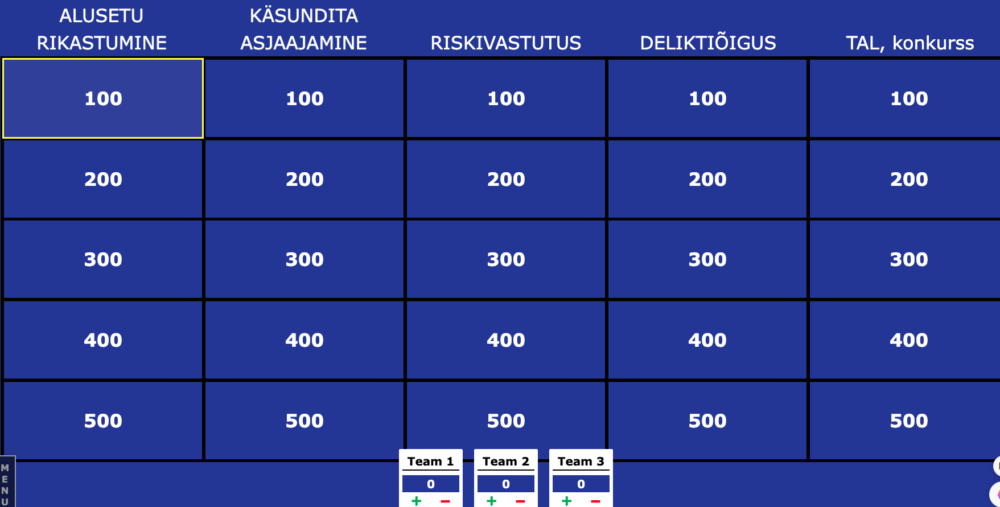 ALUSETU
RIKASTUMINE
KÄSUNDITA
ASJAAJAMINE
RISKIVASTUTUS
DELIKTIÕIGUS
TAL, konkurss
100 100 100 100 100
200 200 200 200 200
300 300 300 300 300
400 400 400 400 400
500 500 500 500 500
MENU
Team 1 Team 2 Team 3
0 0 0
+ − + − + −